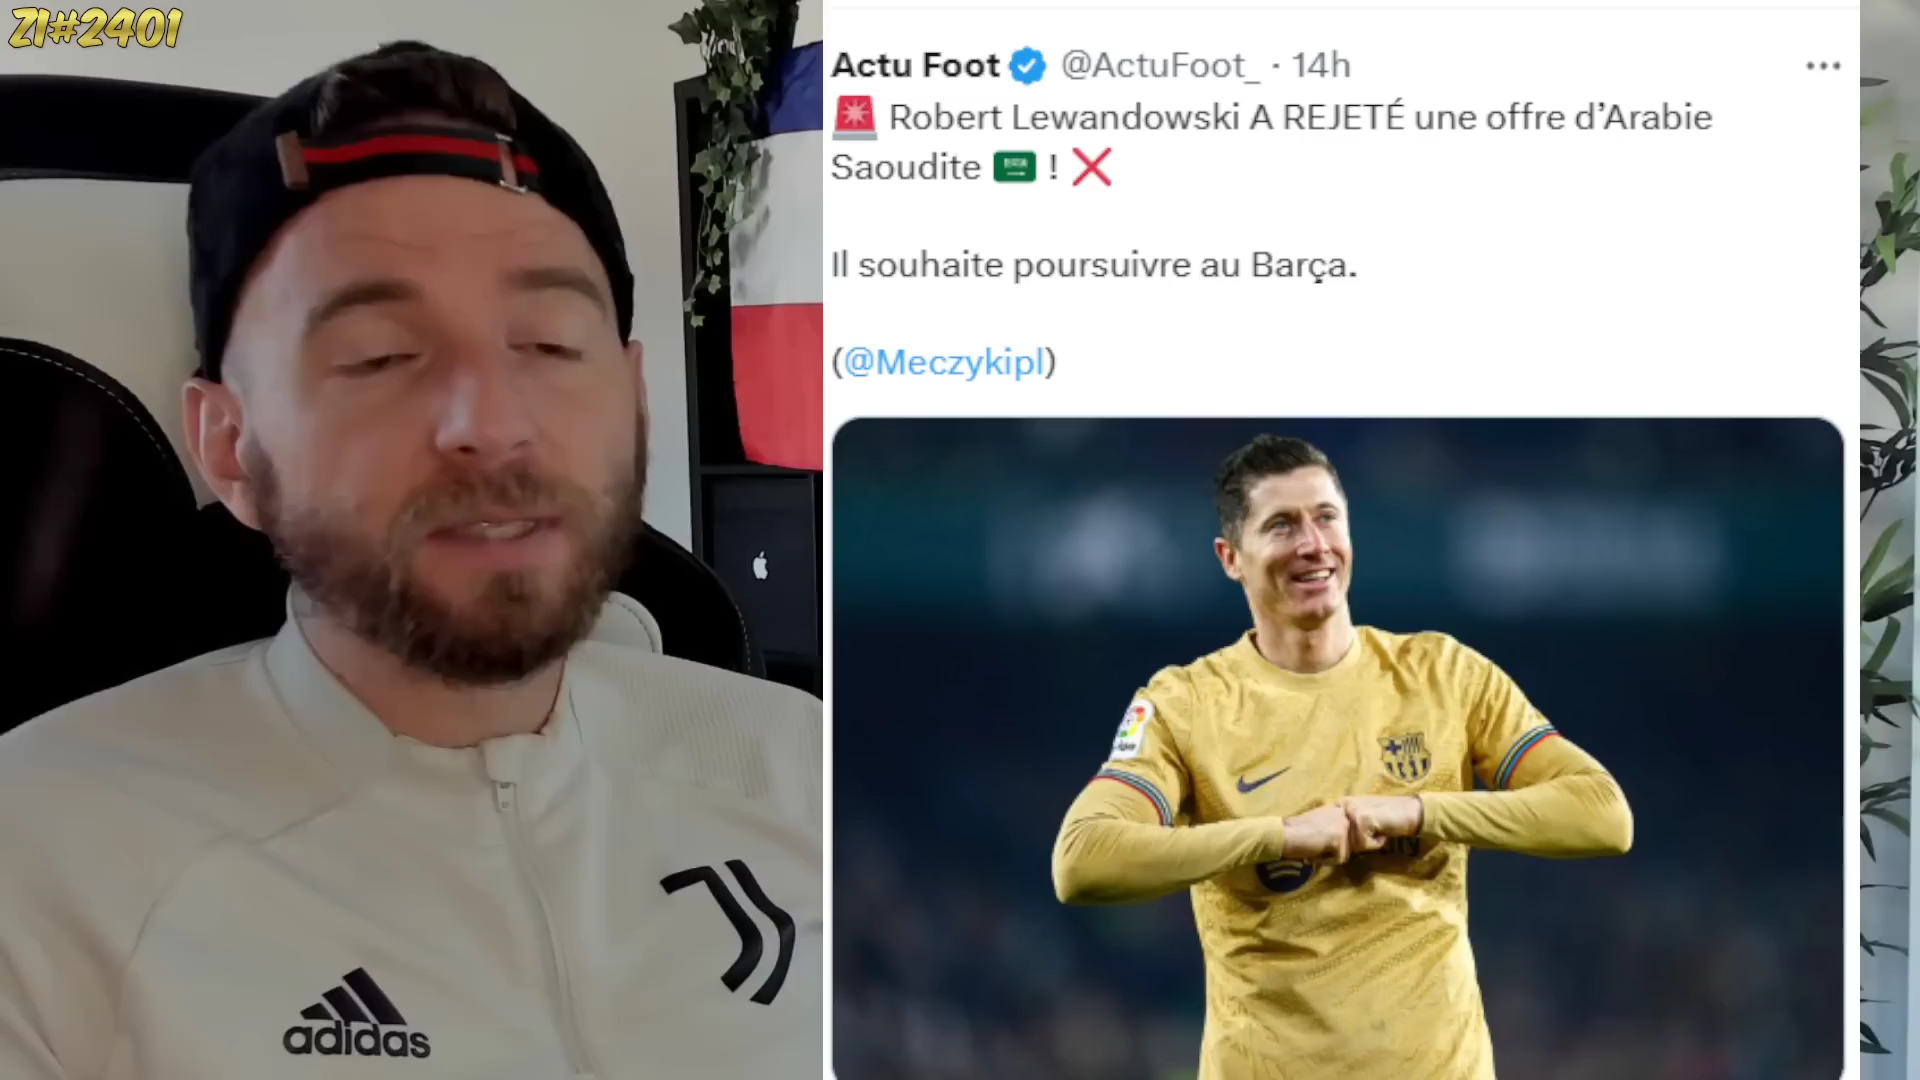 ZI#2401
Actu Foot @ActuFoot_ · 14h
🚨 Robert Lewandowski A REJETÉ une offre d’Arabie
Saoudite 🇸🇦 ! ❌
Il souhaite poursuivre au Barça.
(@Meczykipl)
adidas